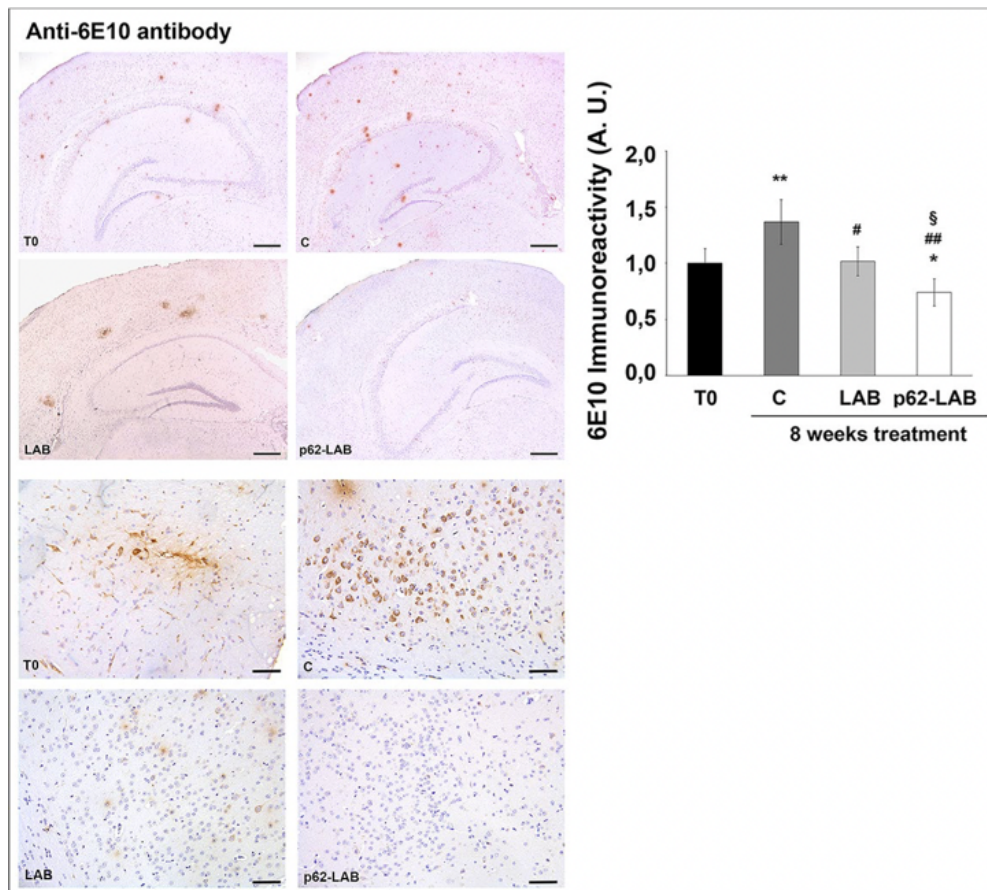 Anti-6E10 antibody
T0
C
LAB
p62-LAB
T0
C
LAB
p62-LAB
6E10 Immunoreactivity (A. U.)
2,0
1,5
1,0
0,5
0,0
**
#
§
##
*
T0
C
LAB
p62-LAB
8 weeks treatment